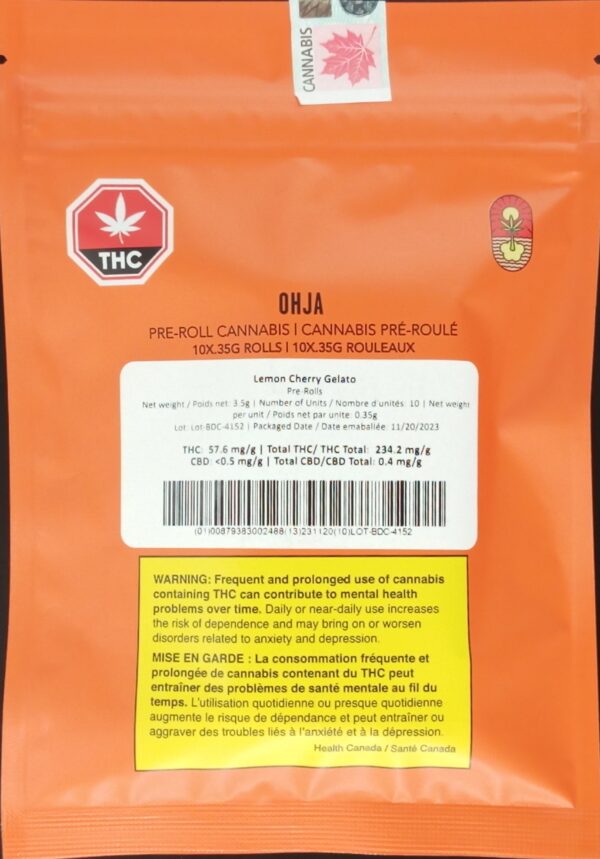 CANNABIS
THC
OHJA
PRE-ROLL CANNABIS | CANNABIS PRÉ-ROULÉ
10X.35G ROLLS | 10X.35G ROULEAUX
Lemon Cherry Gelato
Pre-Rolls
Net weight / Poids net: 3.5g | Number of Units / Nombre d'unités: 10 | Net weight
per unit / Poids net par unite: 0.35g
Lot: Lot-BDC-4152 | Packaged Date / Date emaballée: 11/20/2023
THC: 57.6 mg/g | Total THC/ THC Total: 234.2 mg/g
CBD: <0.5 mg/g | Total CBD/CBD Total: 0.4 mg/g
(01)00879383002488(13)231120(10)LOT-BDC-4152
WARNING: Frequent and prolonged use of cannabis
containing THC can contribute to mental health
problems over time. Daily or near-daily use increases
the risk of dependence and may bring on or worsen
disorders related to anxiety and depression.
MISE EN GARDE : La consommation fréquente et
prolongée de cannabis contenant du THC peut
entraîner des problèmes de santé mentale au fil du
temps. L'utilisation quotidienne ou presque quotidienne
augmente le risque de dépendance et peut entraîner ou
aggraver des troubles liés à l'anxiété et à la dépression.
Health Canada / Santé Canada